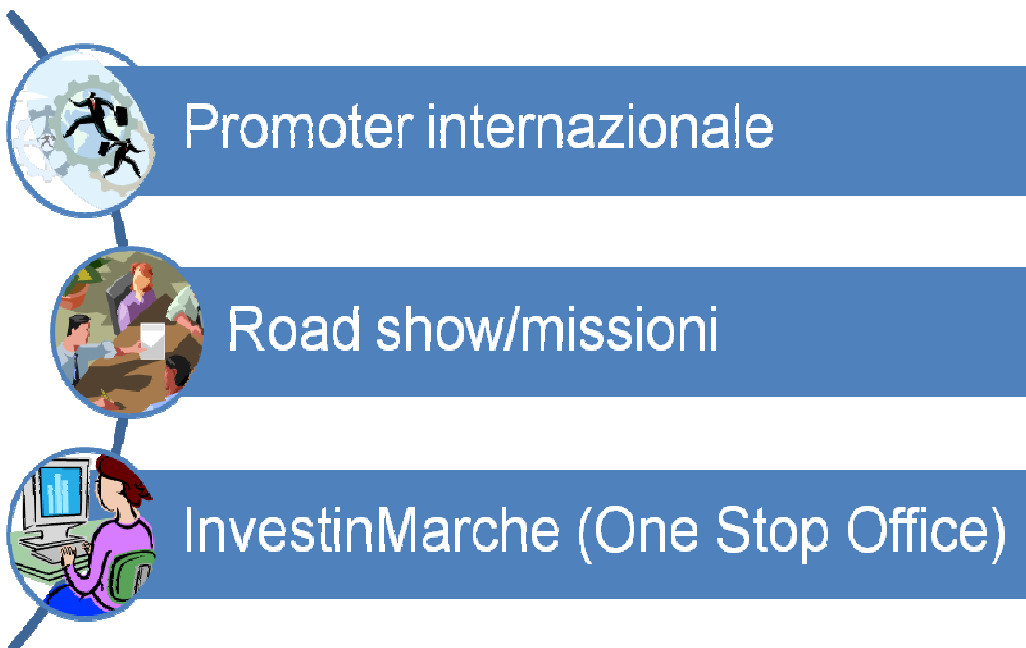 Promoter internazionale
Road show/missioni
InvestinMarche (One Stop Office)